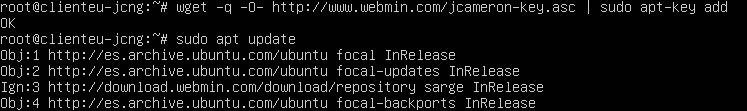 root@clienteu-jcng:~# wget -q -O- http://www.webmin/jcameron-key.asc | sudo apt-key add
OK
root@clienteu-jcng:~# sudo apt update
Obj:1 http://es.archive.ubuntu.com/ubuntu focal InRelease
Obj:2 http://es.archive.ubuntu.com/ubuntu focal-updates InRelease
Ign:3 http://download.webmin.com/download/repository sarge InRelease
Obj:4 http://es.archive.ubuntu.com/ubuntu focal-backports InRelease